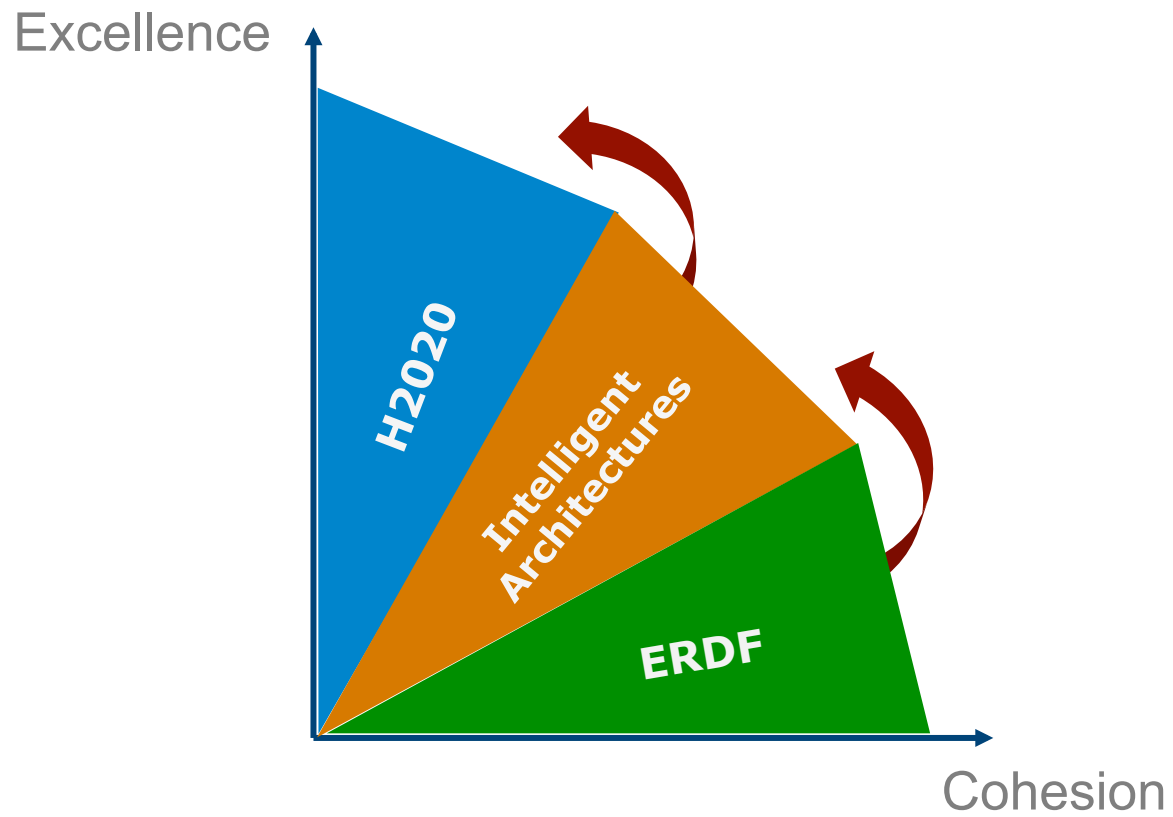 Excellence
H2020
Intelligent
Architectures
ERDF
Cohesion